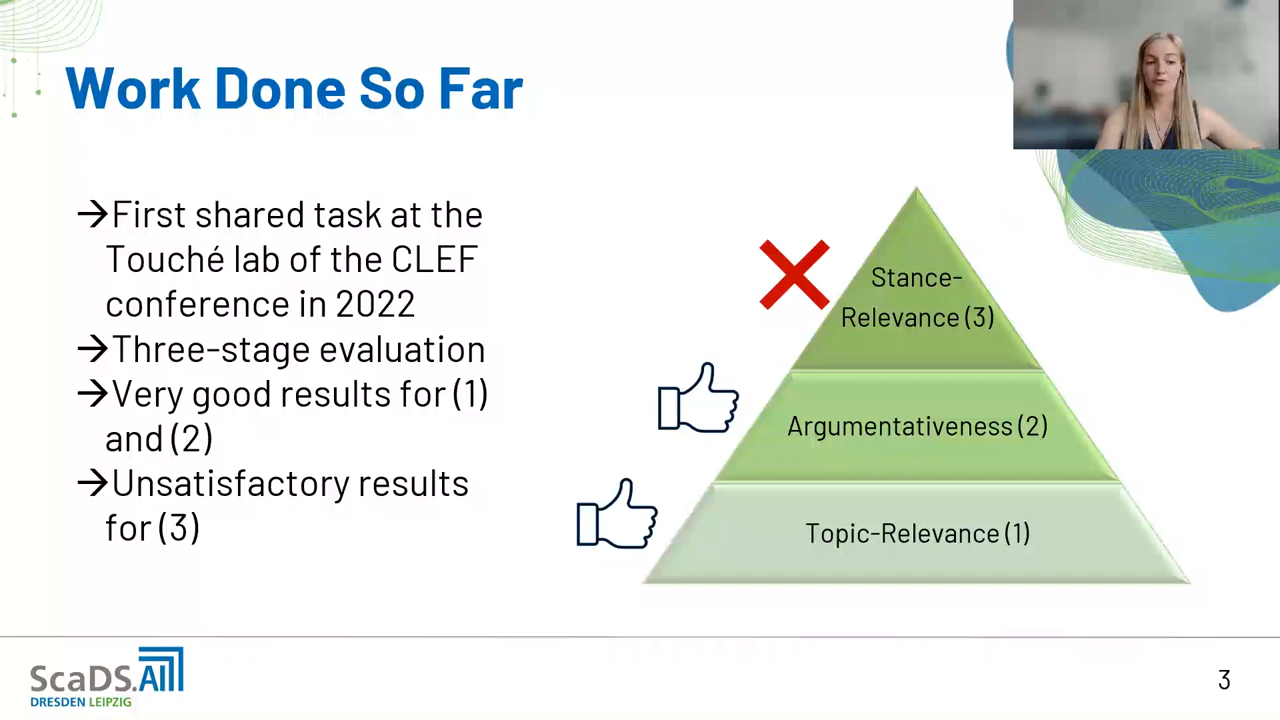 Work Done So Far
→First shared task at the
Touché lab of the CLEF
conference in 2022
→Three-stage evaluation
→Very good results for (1)
and (2)
→Unsatisfactory results
for (3)
Stance-
Relevance (3)
Argumentativeness (2)
Topic-Relevance (1)
ScaDS.AI
DRESDEN LEIPZIG
3